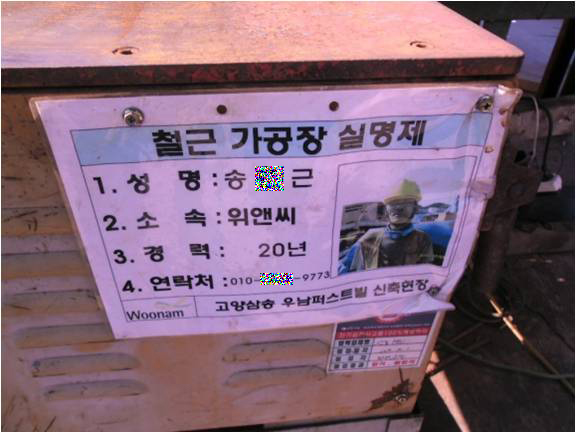 철근 가공장 실명제
1. 성 명 : 송 근
2. 소 속 : 위앤씨
3. 경 력 : 20년
4. 연락처 : 010- -9773
Woonam 고양삼송 우남퍼스트빌 신축현장